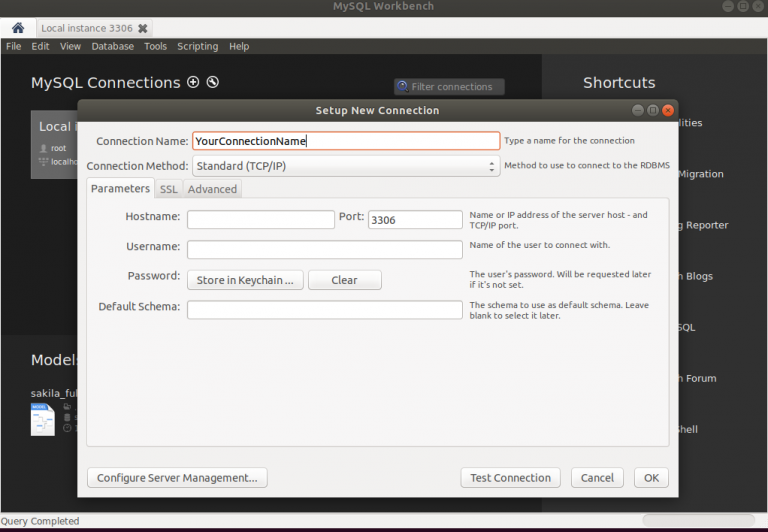 MySQL Workbench
Local instance 3306
File Edit View Database Tools Scripting Help
MySQL Connections
Filter connections
Shortcuts
Local i
root
localho
Setup New Connection
Connection Name: YourConnectionName Type a name for the connection
Connection Method: Standard (TCP/IP) Method to use to connect to the RDBMS
Parameters SSL Advanced
Hostname: Port: 3306 Name or IP address of the server host - and
TCP/IP port.
Username: Name of the user to connect with.
Password: Store in Keychain ... Clear The user's password. Will be requested later
if it's not set.
Default Schema: The schema to use as default schema. Leave
blank to select it later.
lities
Migration
g Reporter
h Blogs
SQL
h Forum
Shell
Models
sakila_ful
Configure Server Management... Test Connection Cancel OK
Query Completed